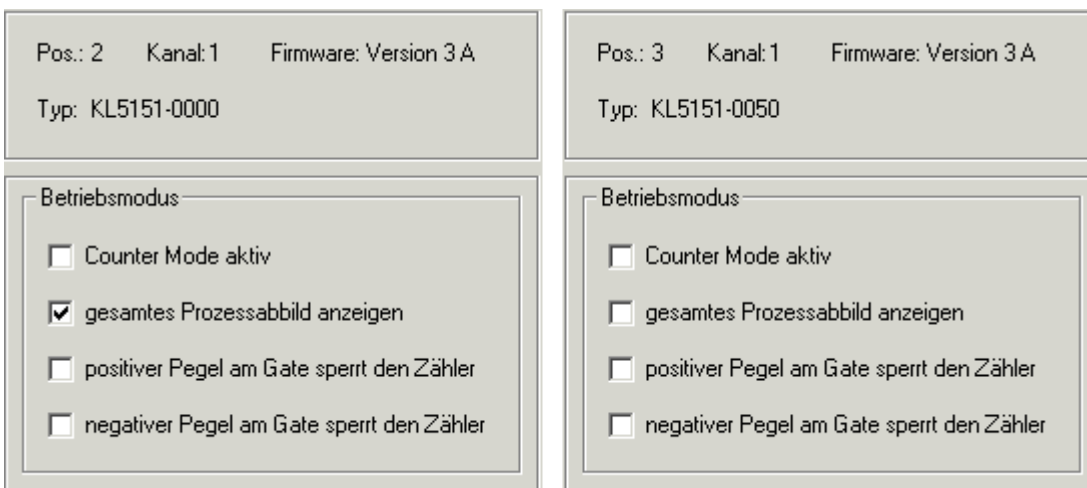 Pos.: 2 Kanal: 1 Firmware: Version 3 A
Typ: KL5151-0000
Betriebsmodus
Counter Mode aktiv
gesamtes Prozessabbild anzeigen
positiver Pegel am Gate sperrt den Zähler
negativer Pegel am Gate sperrt den Zähler
Pos.: 3 Kanal: 1 Firmware: Version 3 A
Typ: KL5151-0050
Betriebsmodus
Counter Mode aktiv
gesamtes Prozessabbild anzeigen
positiver Pegel am Gate sperrt den Zähler
negativer Pegel am Gate sperrt den Zähler